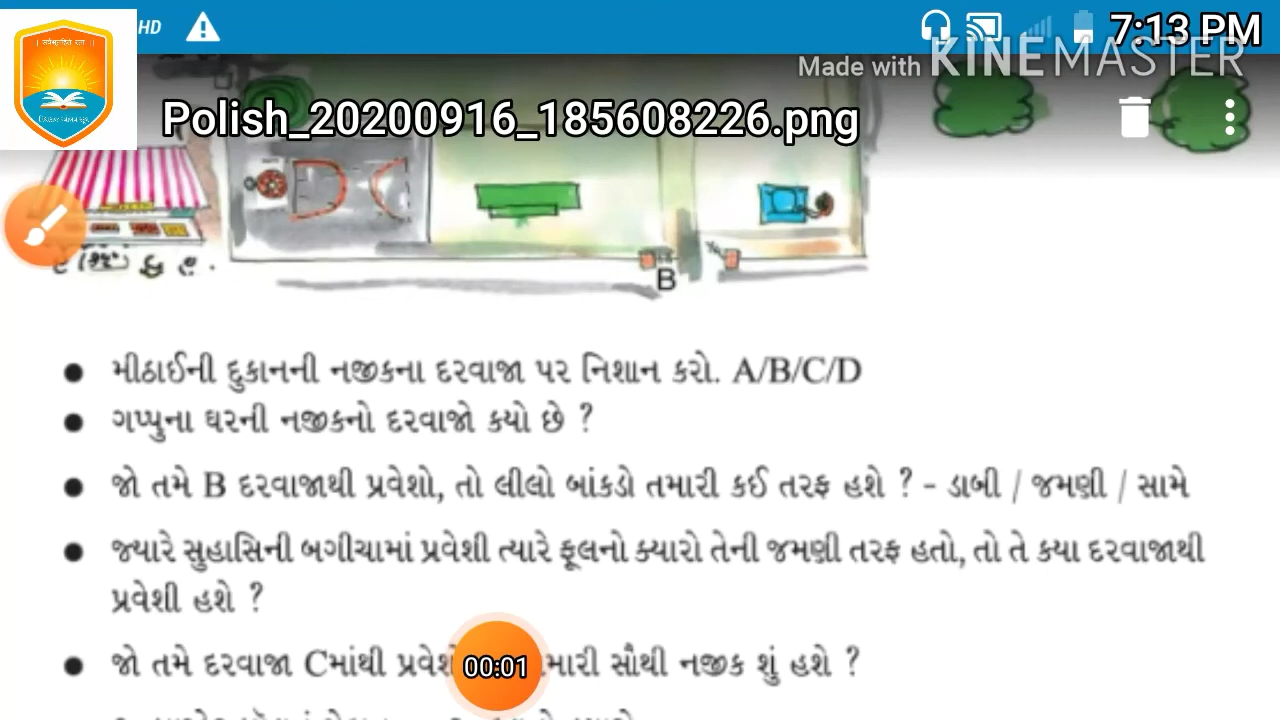 HD
7:13 PM
Made with KINEMASTER
Polish_20200916_185608226.png
B
મીઠાઈની દુકાનની નજીકના દરવાજા પર નિશાન કરો. A/B/C/D
ગપ્પુના ઘરની નજીકનો દરવાજો કયો છે ?
જો તમે B દરવાજાથી પ્રવેશો, તો લીલો બાંકડો તમારી કઈ તરફ હશે ? - ડાબી / જમણી / સામે
જ્યારે સુહાસિની બગીચામાં પ્રવેશી ત્યારે ફૂલનો ક્યારો તેની જમણી તરફ હતો, તો તે કયા દરવાજાથી
પ્રવેશી હશે ?
જો તમે દરવાજા Cમાંથી 00:01 સૌથી નજીક શું હશે ?